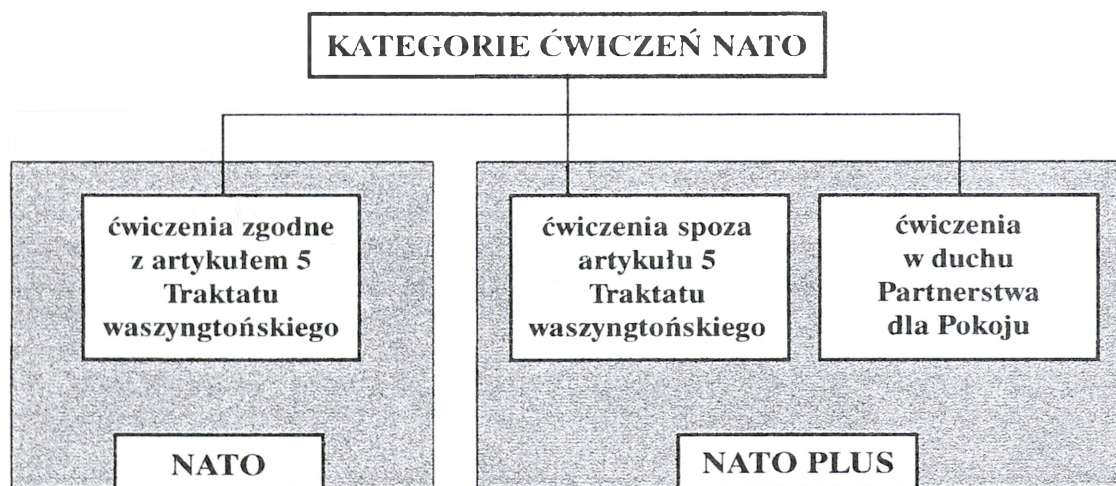 KATEGORIE ĆWICZEŃ NATO
ćwiczenia zgodne
z artykułem 5
Traktatu
waszyngtońskiego
ćwiczenia spoza
artykułu 5
Traktatu
waszyngtońskiego
ćwiczenia
w duchu
Partnerstwa
dla Pokoju
NATO
NATO PLUS